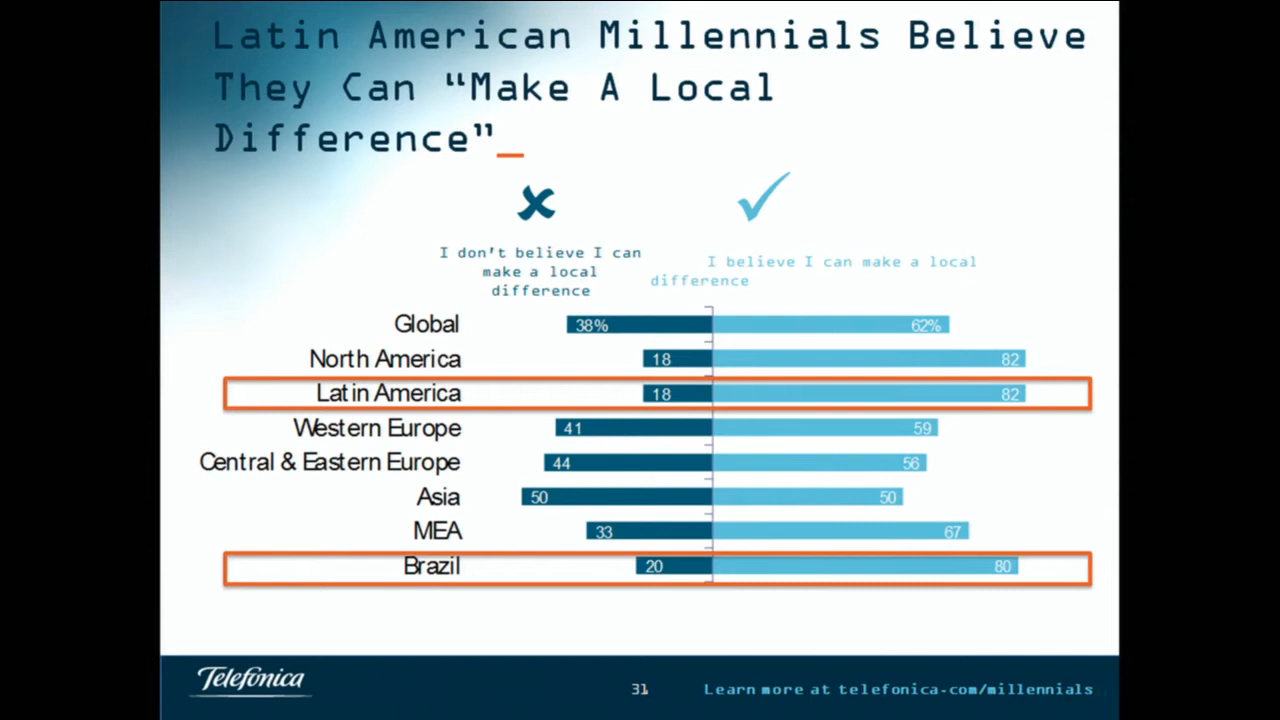 Latin American Millennials Believe
They Can “Make A Local
Difference”_
I don't believe I can
make a local
difference
I believe I can make a local
difference
Global 38% 62%
North America 18 82
Latin America 18 82
Western Europe 41 59
Central & Eastern Europe 44 56
Asia 50 50
MEA 33 67
Brazil 20 80
Telefónica
31
Learn more at telefonica.com/millennials